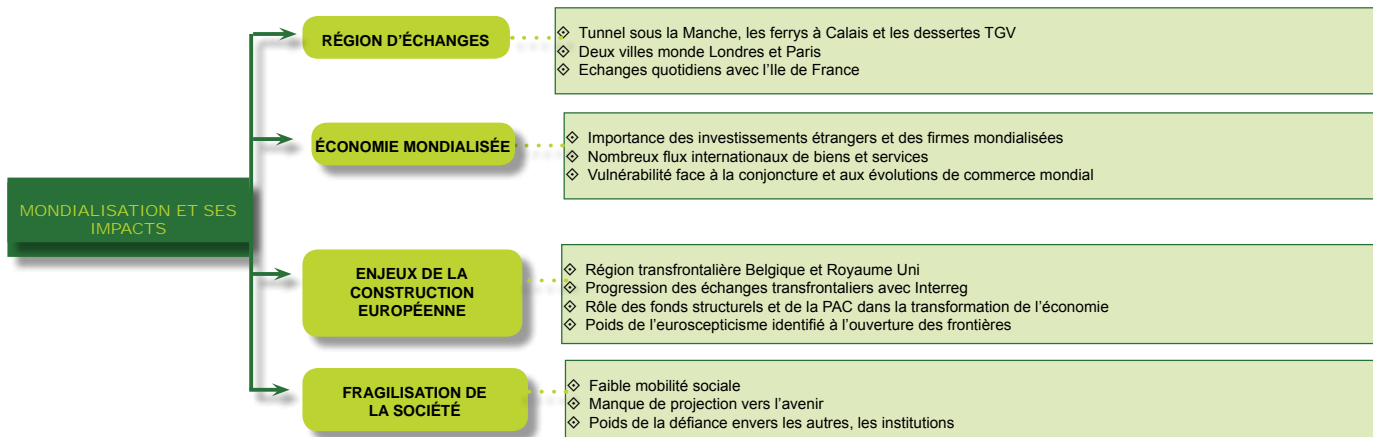 RÉGION D'ÉCHANGES
Tunnel sous la Manche, les ferrys à Calais et les dessertes TGV
Deux villes monde Londres et Paris
Echanges quotidiens avec l'Ile de France
ÉCONOMIE MONDIALISÉE
Importance des investissements étrangers et des firmes mondialisées
Nombreux flux internationaux de biens et services
Vulnérabilité face à la conjoncture et aux évolutions de commerce mondial
MONDIALISATION ET SES
IMPACTS
ENJEUX DE LA
CONSTRUCTION
EUROPÉENNE
Région transfrontalière Belgique et Royaume Uni
Progression des échanges transfrontaliers avec Interreg
Rôle des fonds structurels et de la PAC dans la transformation de l'économie
Poids de l'euroscepticisme identifié à l'ouverture des frontières
FRAGILISATION DE
LA SOCIÉTÉ
Faible mobilité sociale
Manque de projection vers l'avenir
Poids de la défiance envers les autres, les institutions